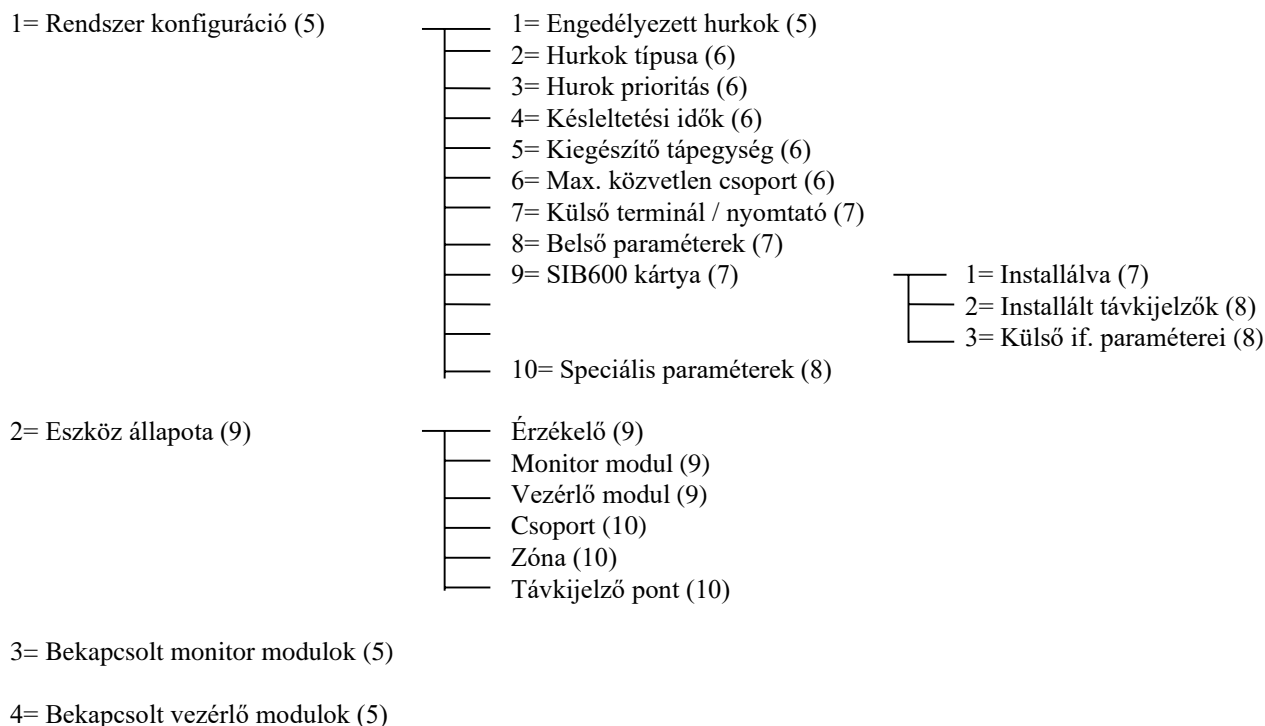 1= Rendszer konfiguráció (5)
1= Engedélyezett hurkok (5)
2= Hurkok típusa (6)
3= Hurok prioritás (6)
4= Késleltetési idők (6)
5= Kiegészítő tápegység (6)
6= Max. közvetlen csoport (6)
7= Külső terminál / nyomtató (7)
8= Belső paraméterek (7)
9= SIB600 kártya (7)
1= Installálva (7)
2= Installált távkijelzők (8)
3= Külső if. paraméterei (8)
10= Speciális paraméterek (8)
2= Eszköz állapota (9)
Érzékelő (9)
Monitor modul (9)
Vezérlő modul (9)
Csoport (10)
Zóna (10)
Távkijelző pont (10)
3= Bekapcsolt monitor modulok (5)
4= Bekapcsolt vezérlő modulok (5)